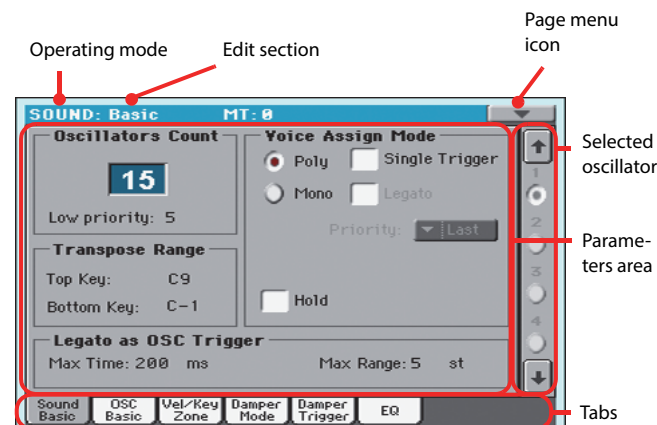 Page menu
icon
Operating mode
Edit section
SOUND: Basic MT: 0
Oscillators Count
15
Low priority: 5
Transpose Range
Top Key: C9
Bottom Key: C-1
Voice Assign Mode
Poly Single Trigger
Mono Legato
Priority: Last
Hold
Legato as OSC Trigger
Max Time: 200 ms Max Range: 5 st
1
2
3
4
Selected
oscillator
Parame-
ters area
Sound Basic
OSC Basic
Vel/Key Zone
Damper Mode
Damper Trigger
EQ
Tabs